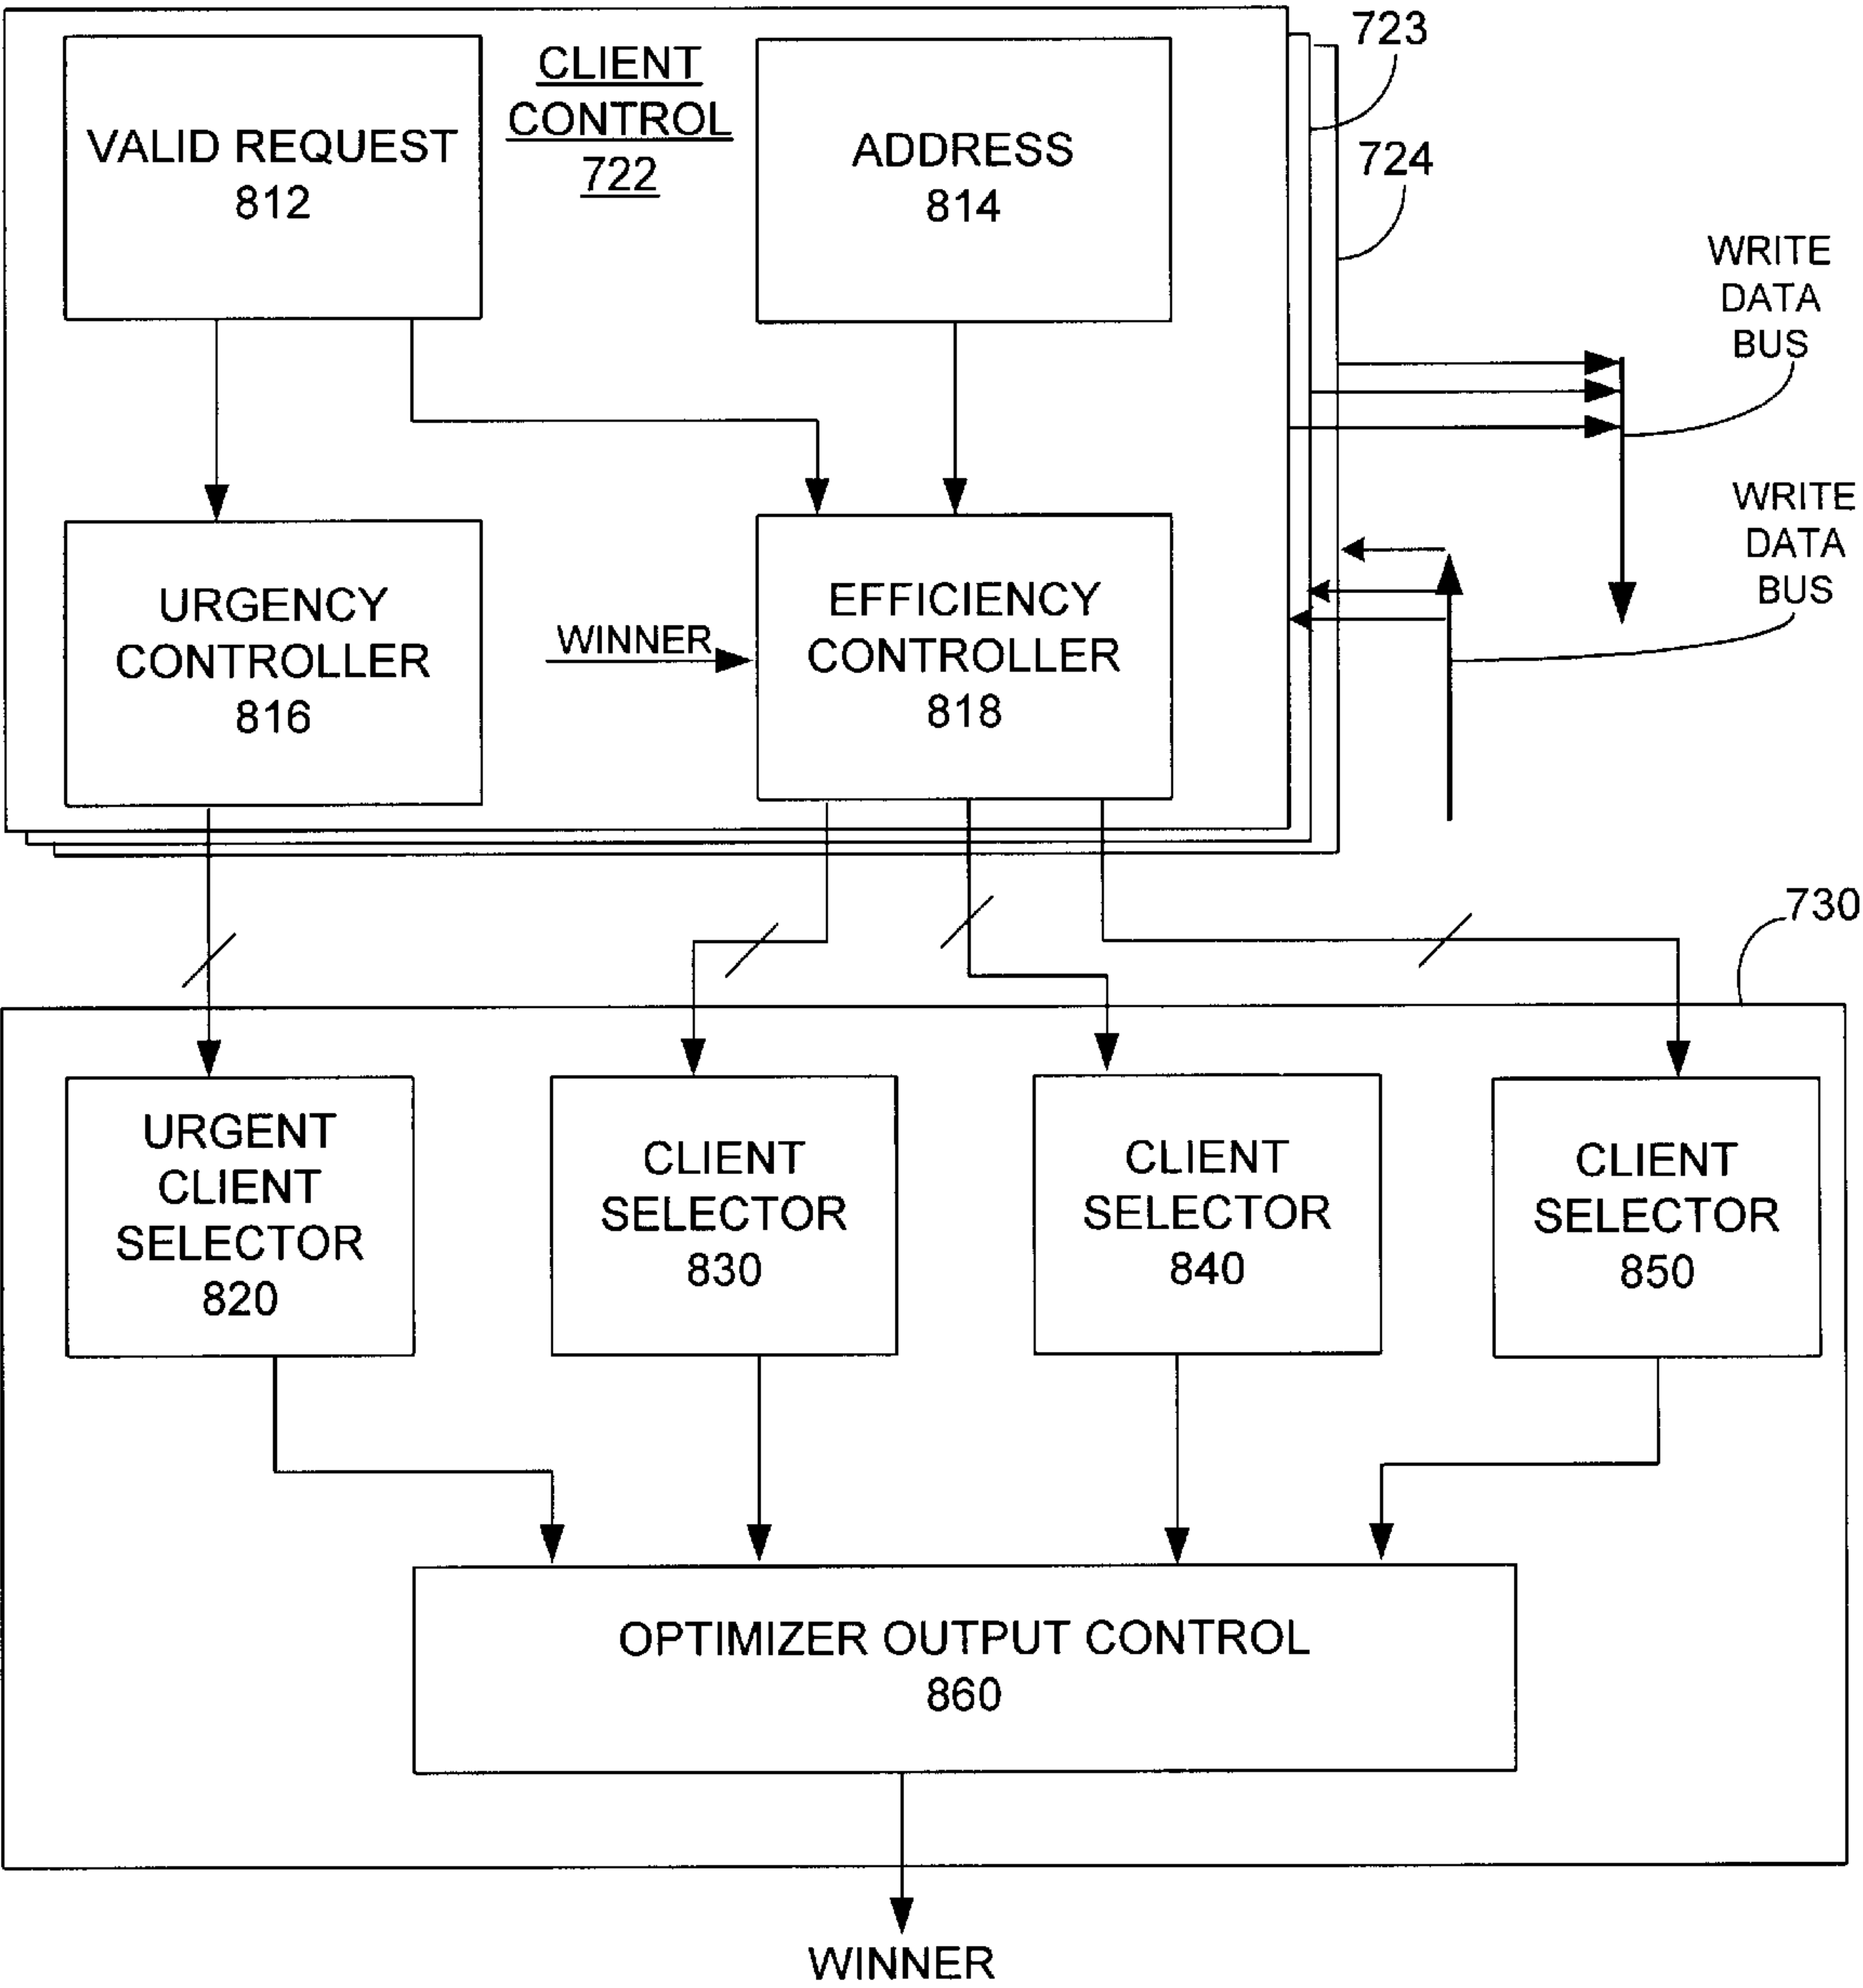 CLIENT
CONTROL
722
VALID REQUEST
812
ADDRESS
814
723
724
WRITE
DATA
BUS
WRITE
DATA
BUS
URGENCY
CONTROLLER
816
WINNER
EFFICIENCY
CONTROLLER
818
730
URGENT
CLIENT
SELECTOR
820
CLIENT
SELECTOR
830
CLIENT
SELECTOR
840
CLIENT
SELECTOR
850
OPTIMIZER OUTPUT CONTROL
860
WINNER